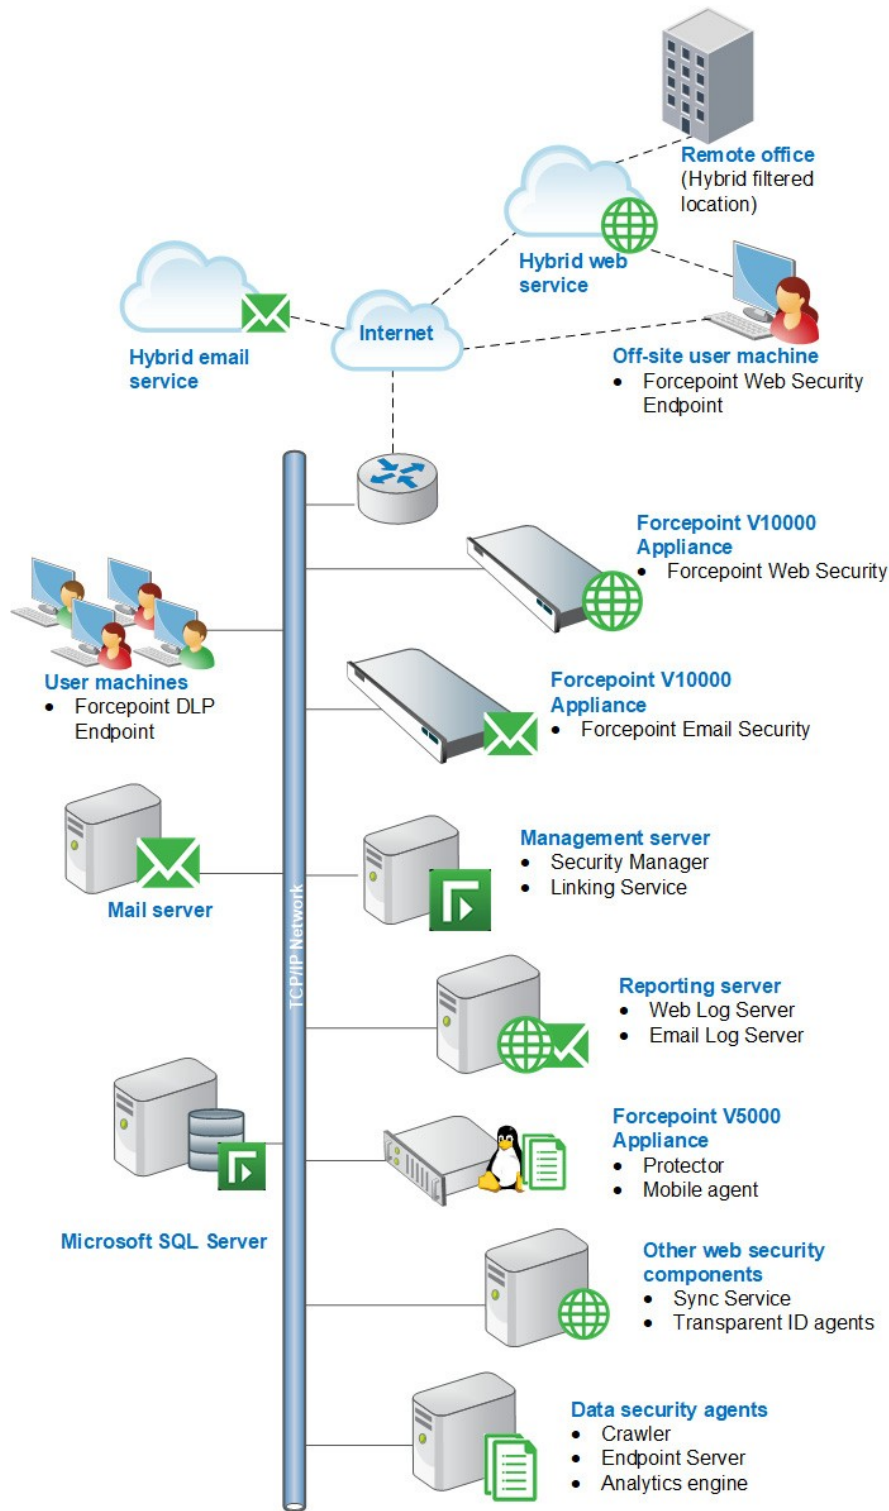 Remote office
(Hybrid filtered
location)
Hybrid web
service
Internet
Hybrid email
service
Off-site user machine
• Forcepoint Web Security
Endpoint
Forcepoint V10000
Appliance
• Forcepoint Web Security
User machines
• Forcepoint DLP
Endpoint
Forcepoint V10000
Appliance
• Forcepoint Email Security
Management server
• Security Manager
• Linking Service
Mail server
TCP/IP Network
Reporting server
• Web Log Server
• Email Log Server
Forcepoint V5000
Appliance
• Protector
• Mobile agent
Microsoft SQL Server
Other web security
components
• Sync Service
• Transparent ID agents
Data security agents
• Crawler
• Endpoint Server
• Analytics engine